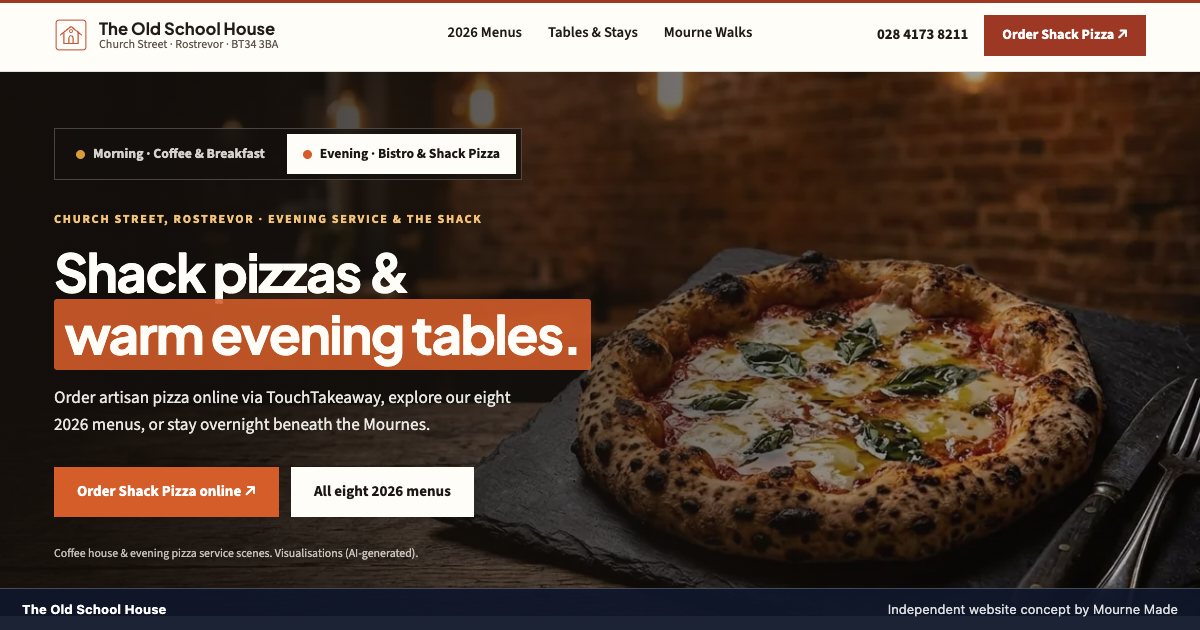 The Old School House
Church Street · Rostrevor · BT34 3BA
2026 Menus
Tables & Stays
Mourne Walks
028 4173 8211
Order Shack Pizza ↗
Morning · Coffee & Breakfast
Evening · Bistro & Shack Pizza
CHURCH STREET, ROSTREVOR · EVENING SERVICE & THE SHACK
Shack pizzas &
warm evening tables.
Order artisan pizza online via TouchTakeaway, explore our eight
2026 menus, or stay overnight beneath the Mournes.
Order Shack Pizza online ↗
All eight 2026 menus
Coffee house & evening pizza service scenes. Visualisations (AI-generated).
The Old School House
Independent website concept by Mourne Made